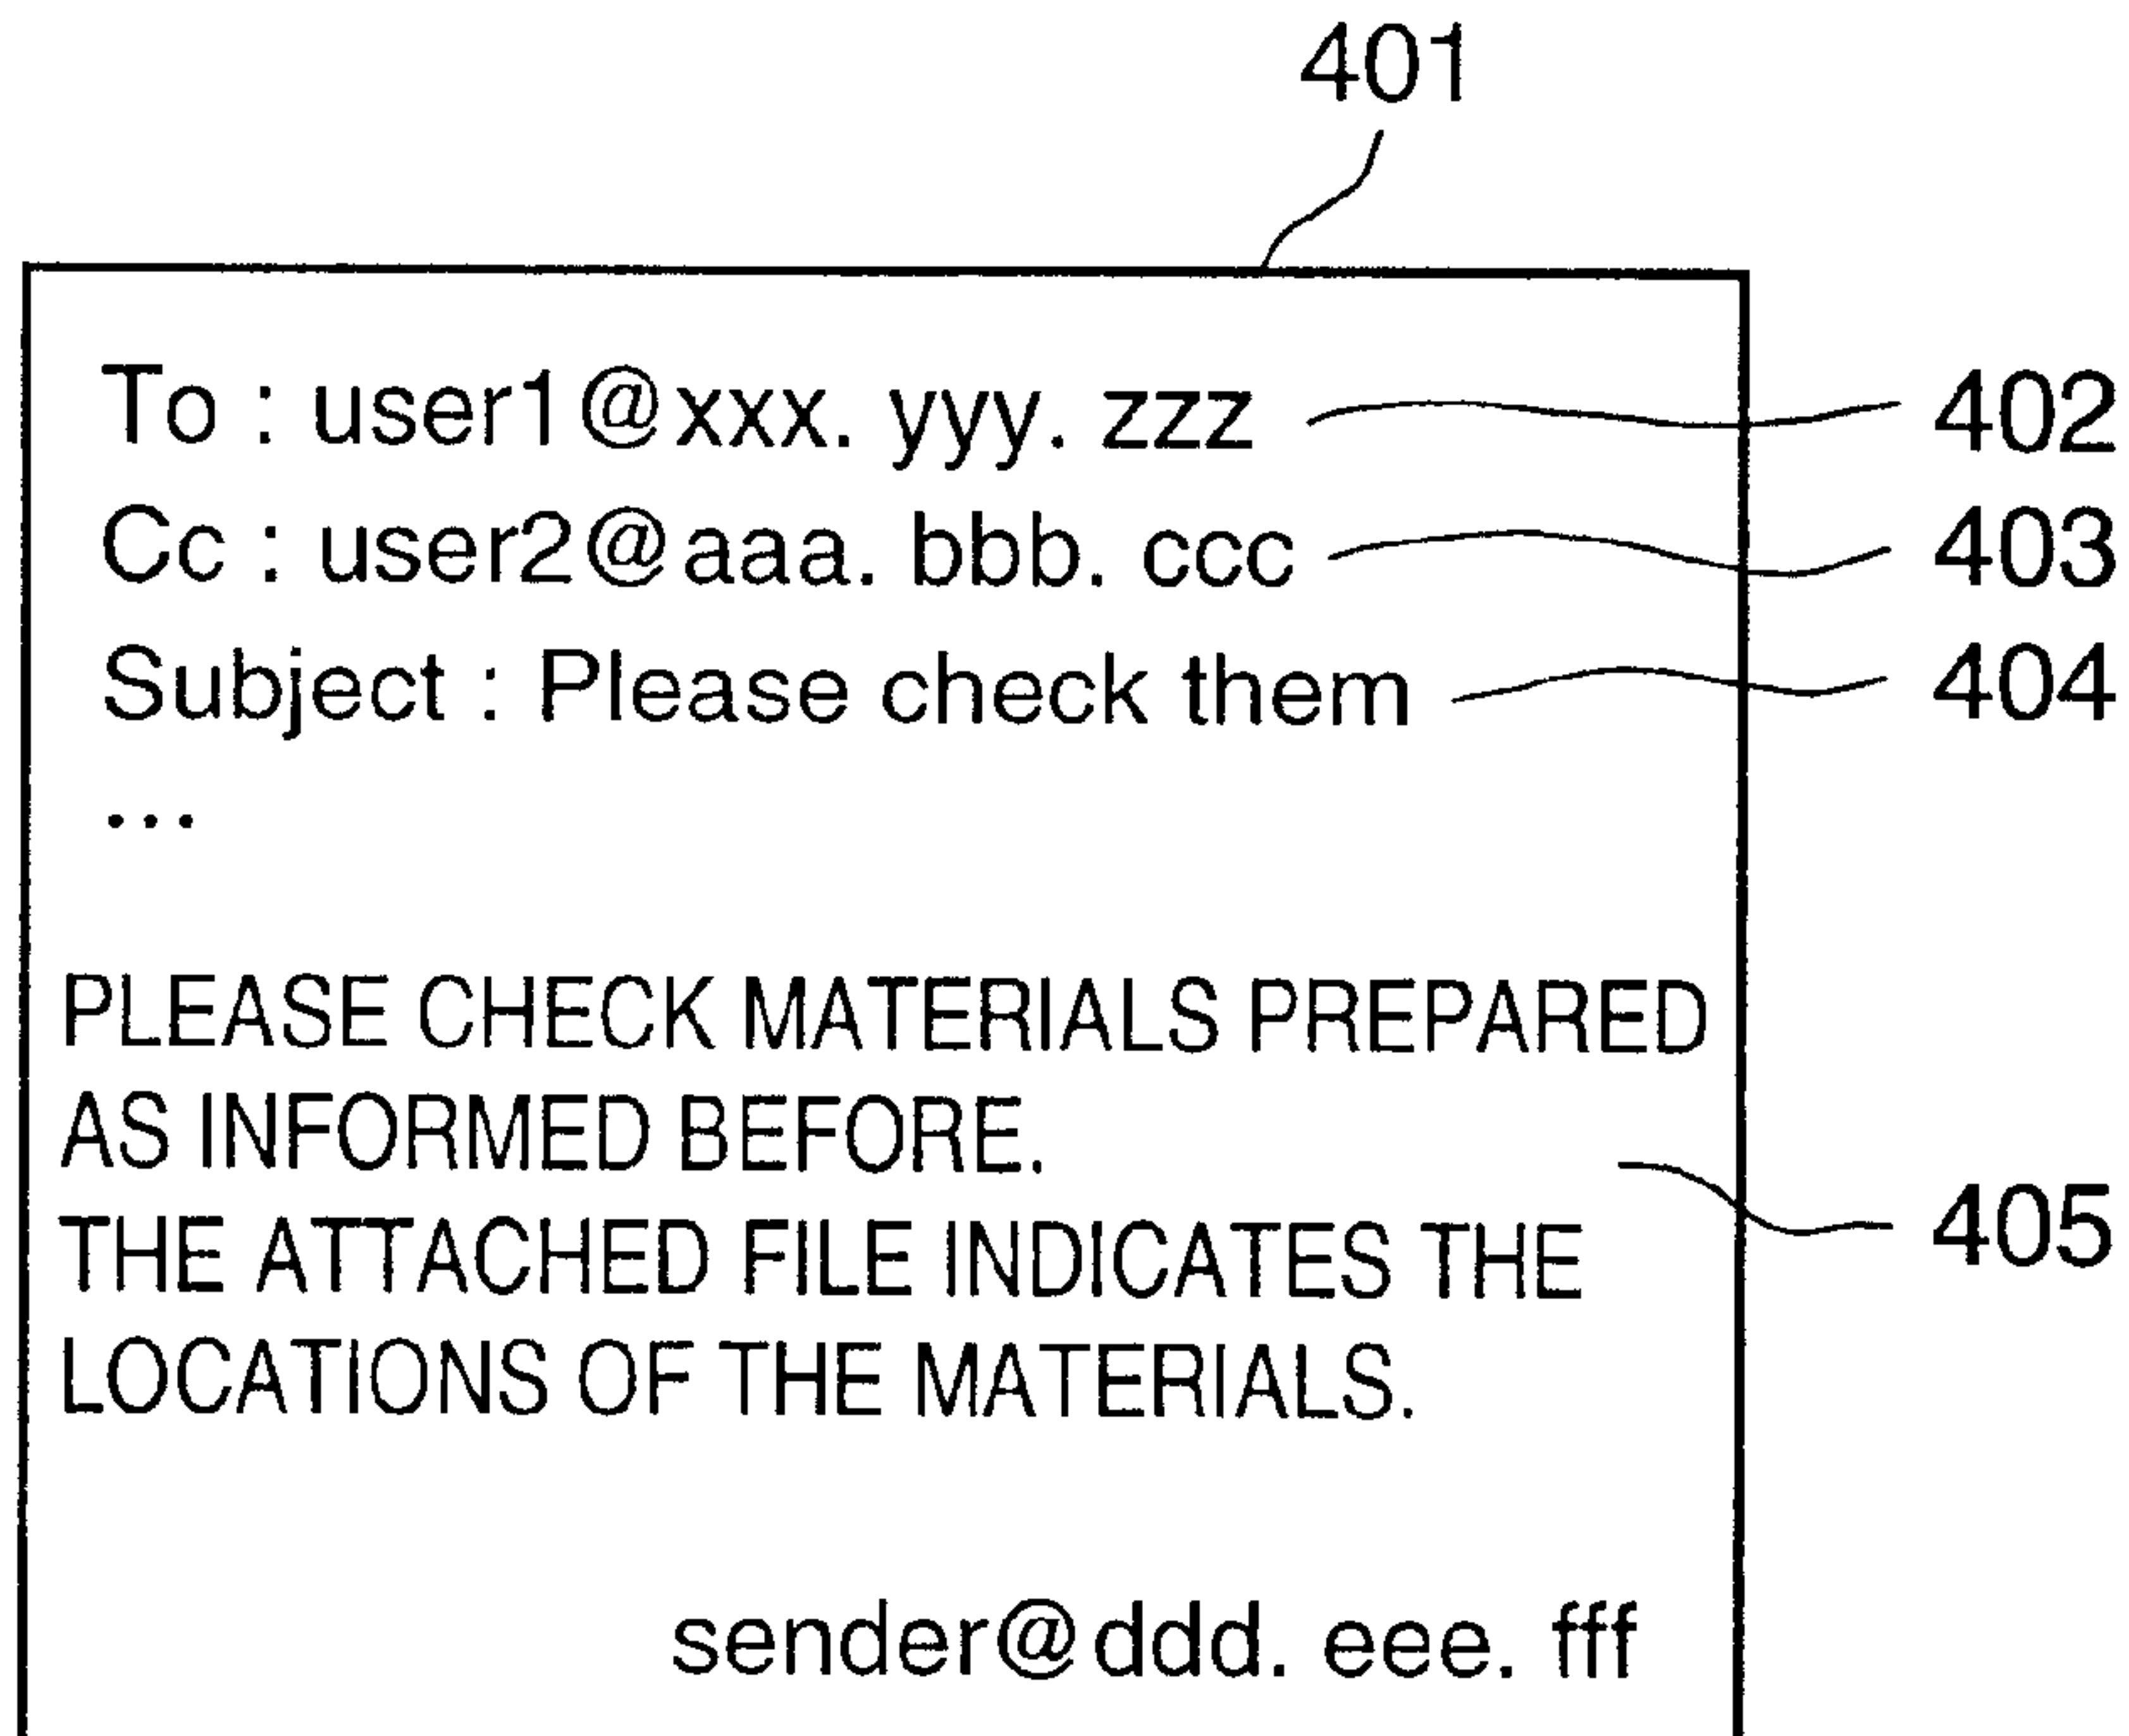 401
To : user1@xxx. yyy. zzz 402
Cc : user2@aaa. bbb. ccc 403
Subject : Please check them 404
...
PLEASE CHECK MATERIALS PREPARED
AS INFORMED BEFORE.
405
THE ATTACHED FILE INDICATES THE
LOCATIONS OF THE MATERIALS.
sender@ddd. eee. fff